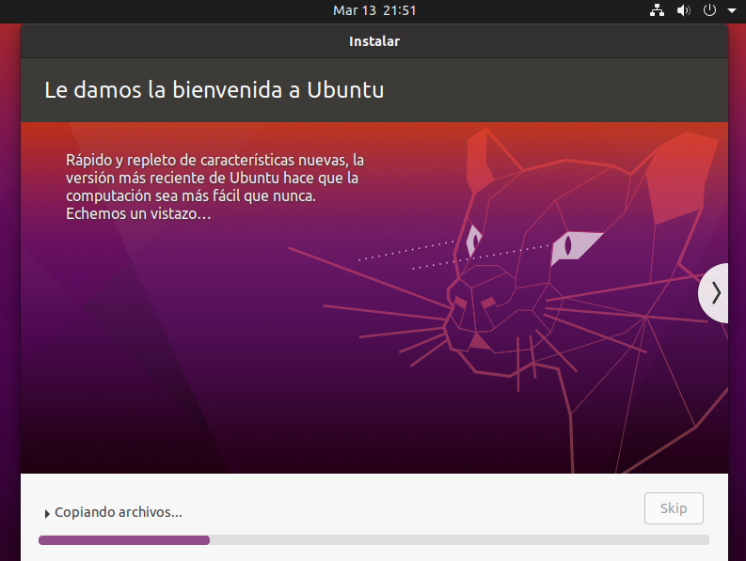 Mar 13 21:51
Instalar
Le damos la bienvenida a Ubuntu
Rápido y repleto de características nuevas, la
versión más reciente de Ubuntu hace que la
computación sea más fácil que nunca.
Echemos un vistazo...
Copiando archivos...
Skip